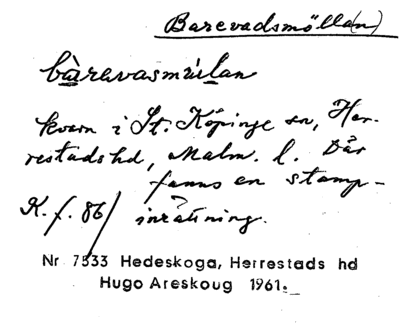 Barevadsmölla(n)
bàrevasmúlan
kvarn i St. Köpinge sn, Her-
restads hd, Malm. l. Där
fanns en stamp-
K. f. 86/ inrättning.
Nr 7533 Hedeskoga, Herrestads hd
Hugo Areskoug 1961.